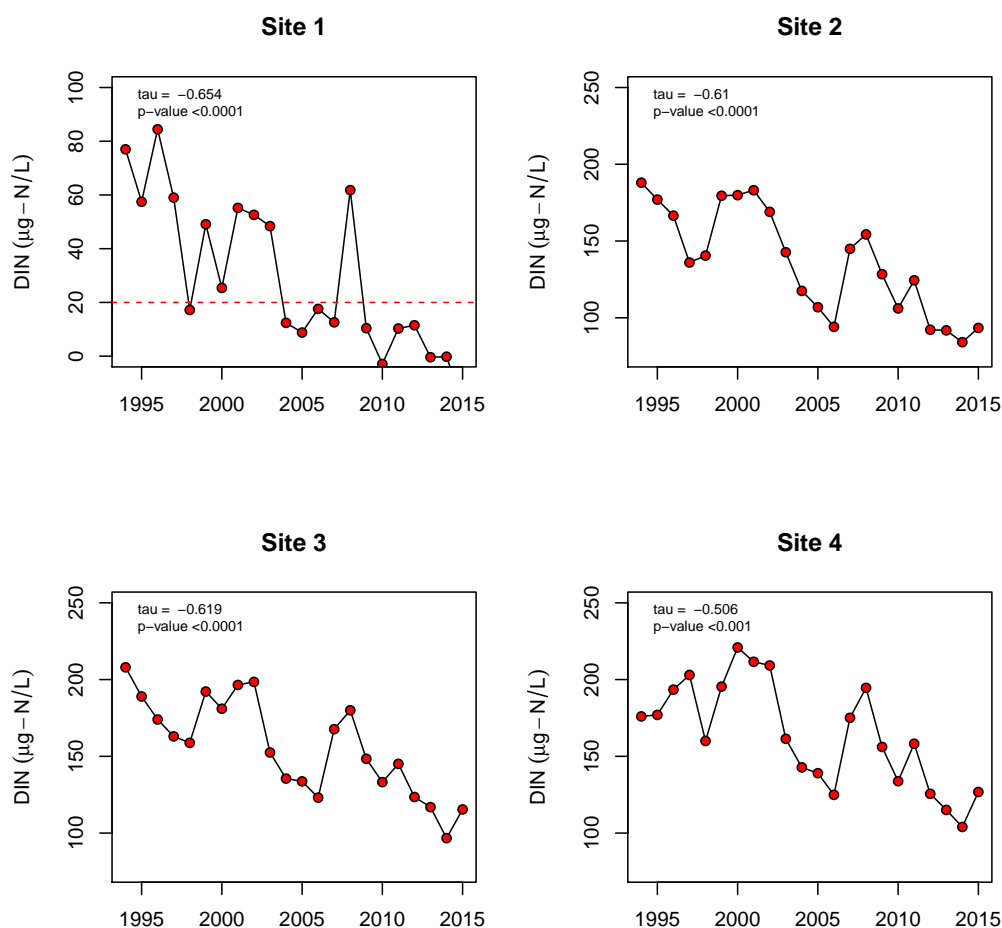 Site 1
tau = −0.654
p−value <0.0001
DIN (μg−N/L)
100
80
60
40
20
0
1995 2000 2005 2010 2015
Site 2
tau = −0.61
p−value <0.0001
DIN (μg−N/L)
250
200
150
100
1995 2000 2005 2010 2015
Site 3
tau = −0.619
p−value <0.0001
DIN (μg−N/L)
250
200
150
100
1995 2000 2005 2010 2015
Site 4
tau = −0.506
p−value <0.001
DIN (μg−N/L)
250
200
150
100
1995 2000 2005 2010 2015